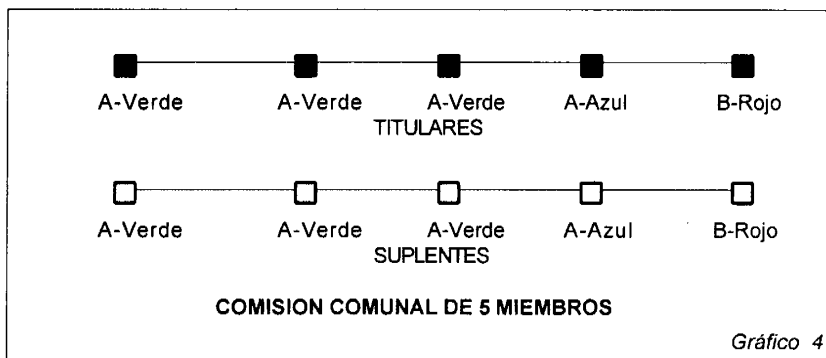 A-Verde A-Verde A-Verde A-Azul B-Rojo
TITULARES
A-Verde A-Verde A-Verde A-Azul B-Rojo
SUPLENTES
COMISION COMUNAL DE 5 MIEMBROS
Gráfico 4